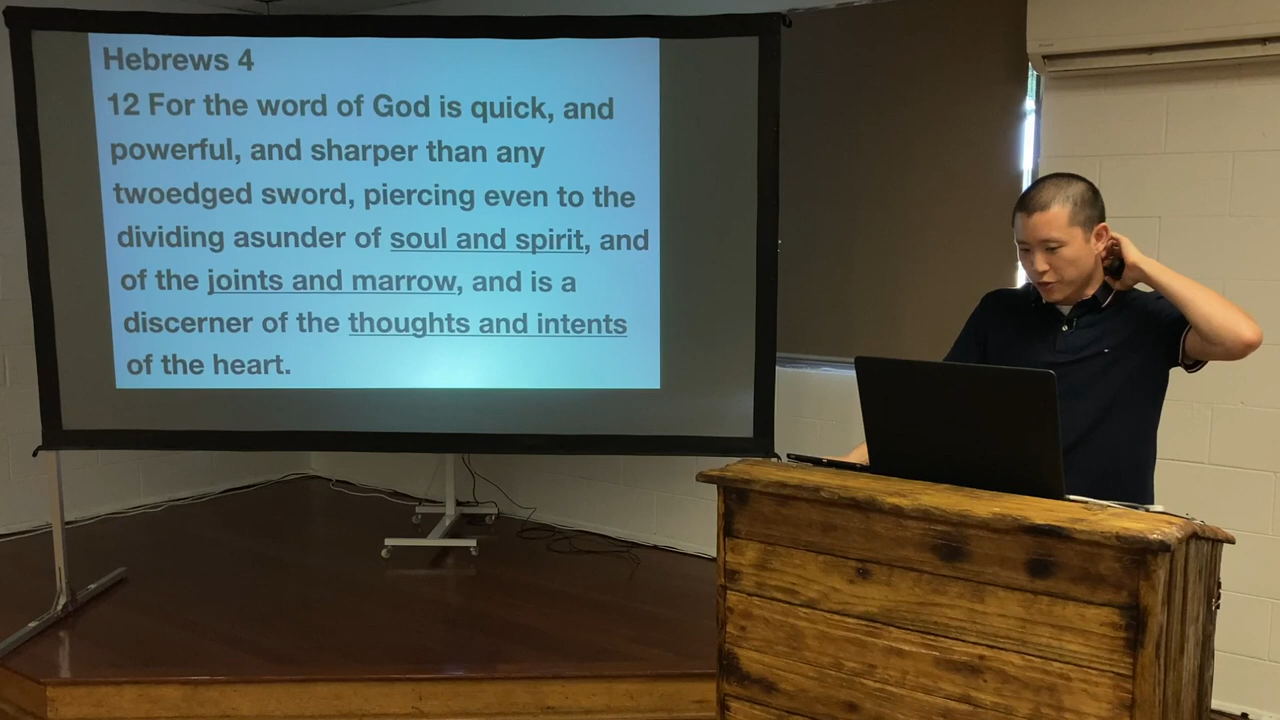 Hebrews 4
12 For the word of God is quick, and
powerful, and sharper than any
twoedged sword, piercing even to the
dividing asunder of soul and spirit, and
of the joints and marrow, and is a
discerner of the thoughts and intents
of the heart.